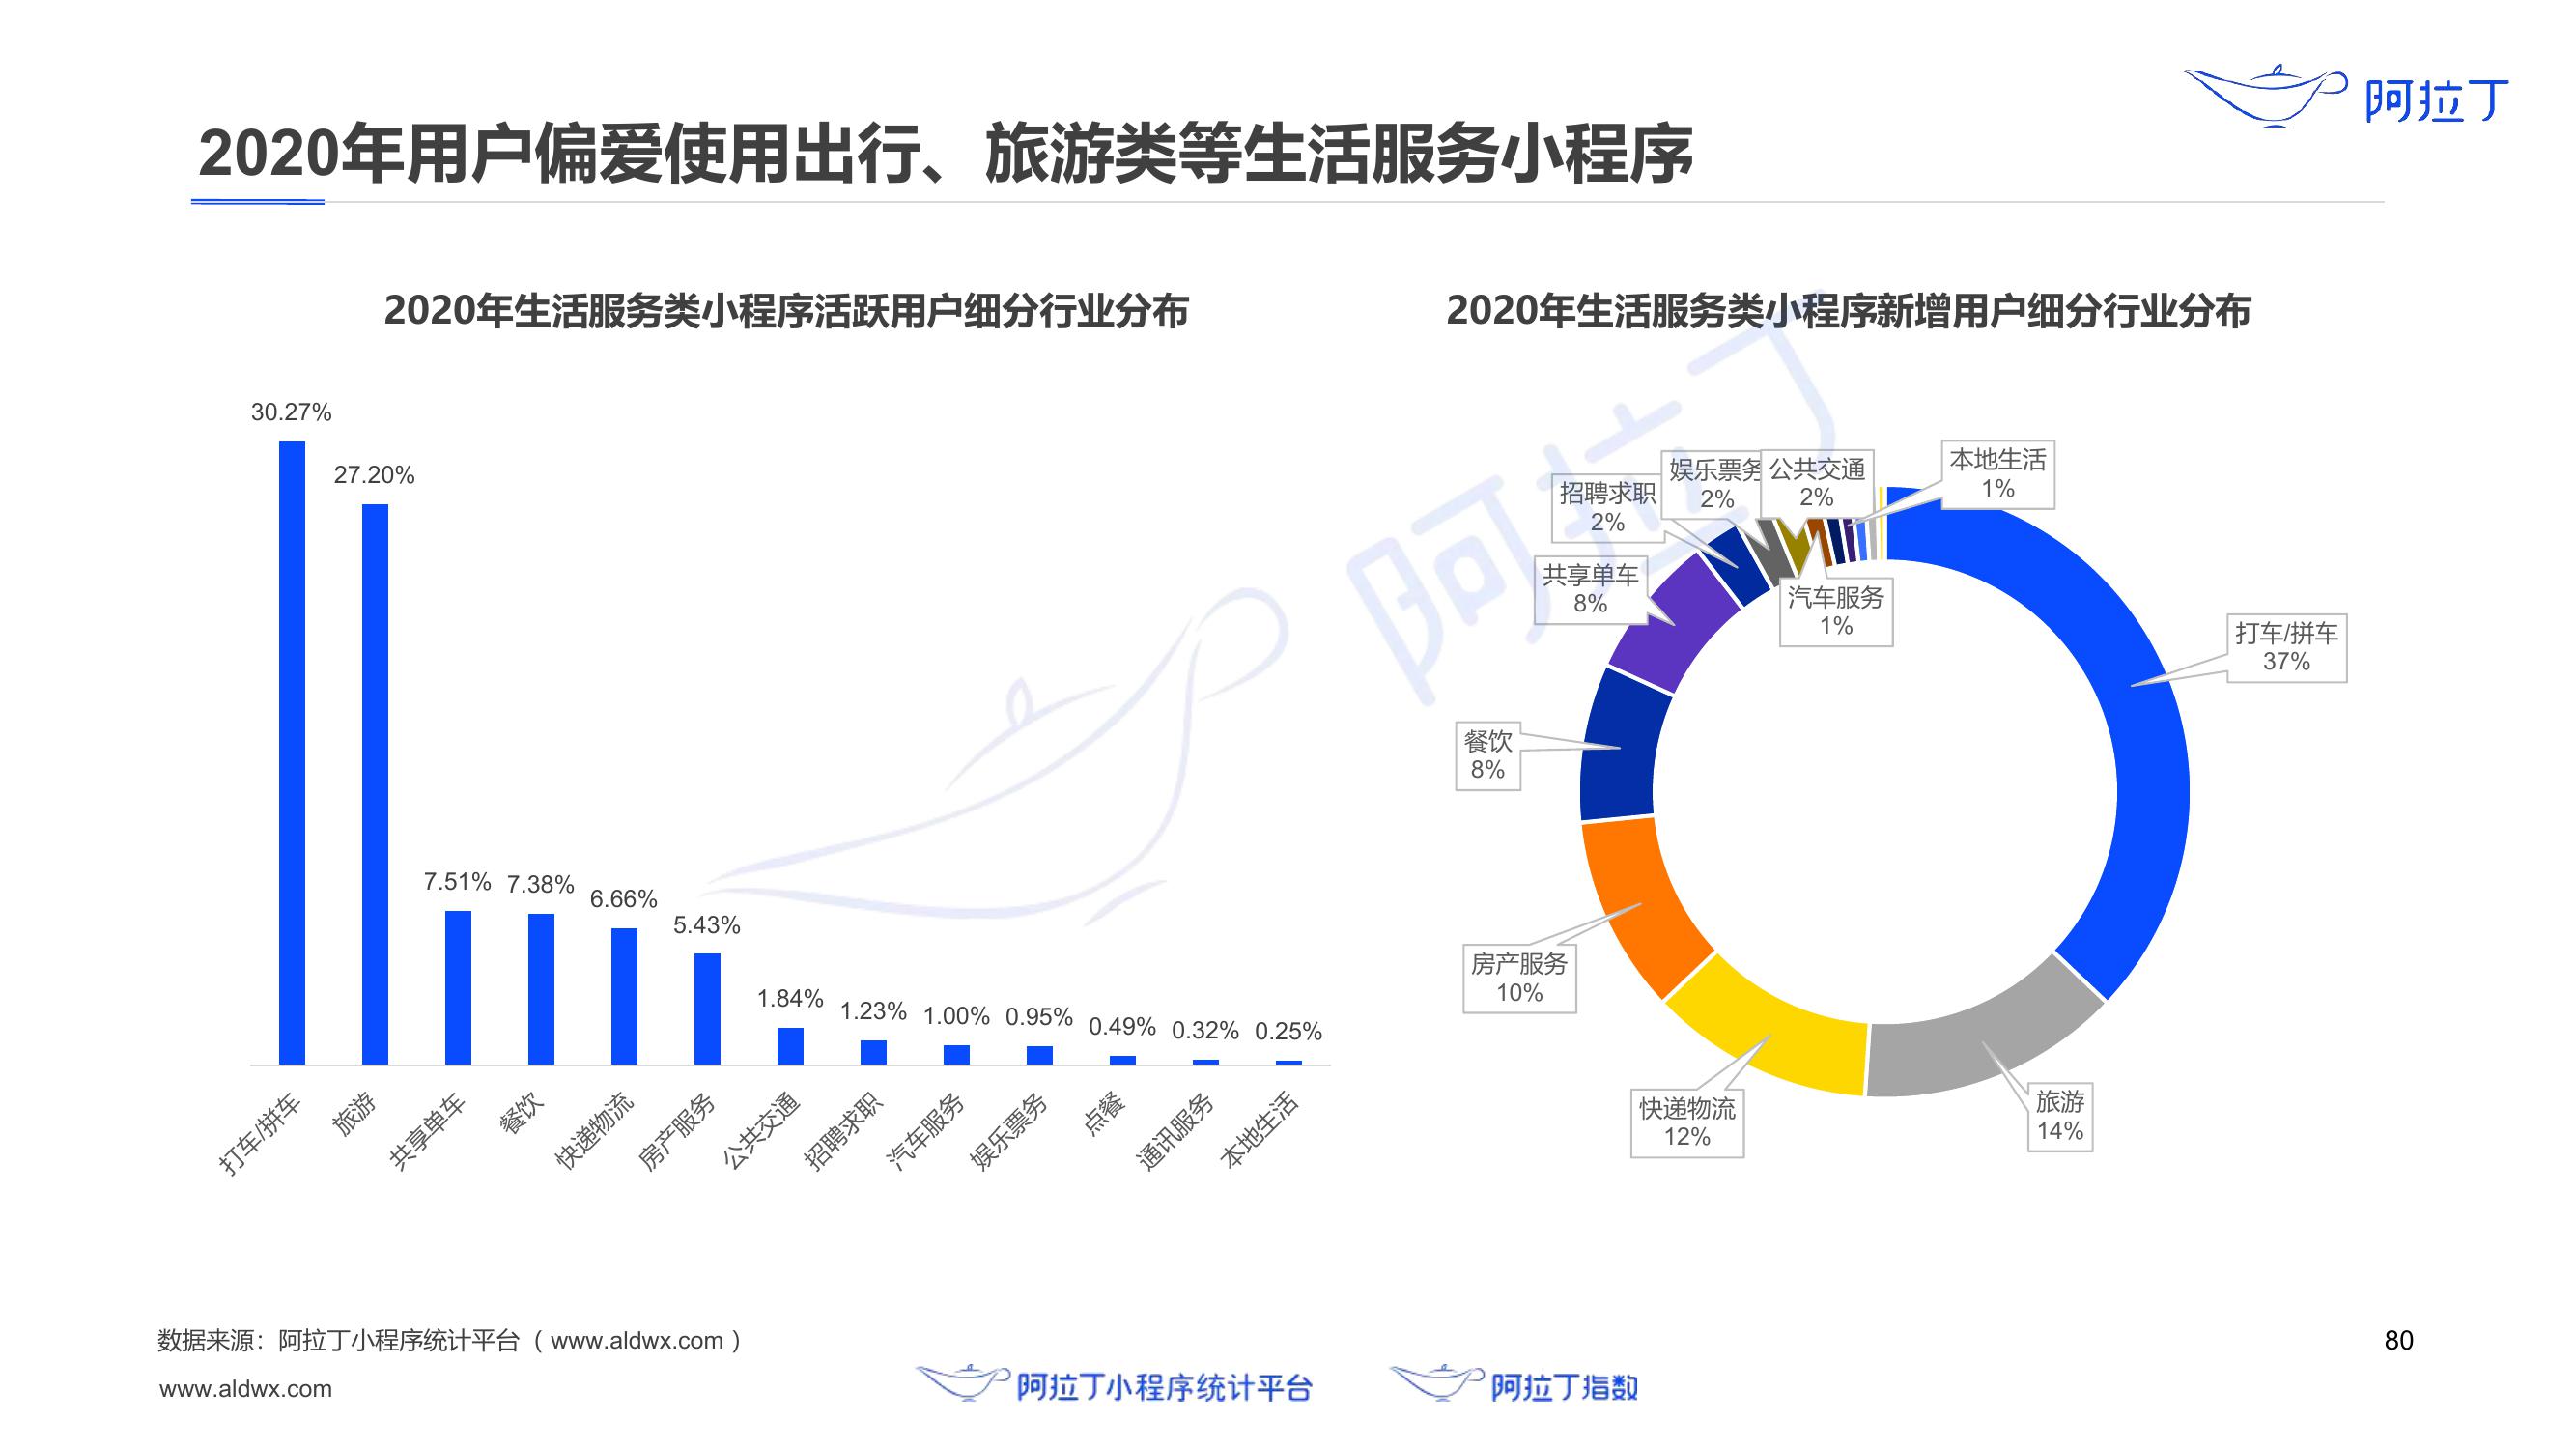 阿拉丁
2020年用户偏爱使用出行、旅游类等生活服务小程序
2020年生活服务类小程序活跃用户细分行业分布
30.27%
27.20%
7.51%
7.38%
6.66%
5.43%
1.84%
1.23%
1.00%
0.95%
0.49%
0.32%
0.25%
打车/拼车
旅游
共享单车
餐饮
快递物流
房产服务
公共交通
招聘求职
汽车服务
娱乐票务
点餐
通讯服务
本地生活
2020年生活服务类小程序新增用户细分行业分布
阿拉丁
本地生活
1%
公共交通
2%
娱乐票务
2%
招聘求职
2%
共享单车
8%
汽车服务
1%
打车/拼车
37%
餐饮
8%
房产服务
10%
快递物流
12%
旅游
14%
数据来源：阿拉丁小程序统计平台（www.aldwx.com）
80
www.aldwx.com
阿拉丁小程序统计平台
阿拉丁指数